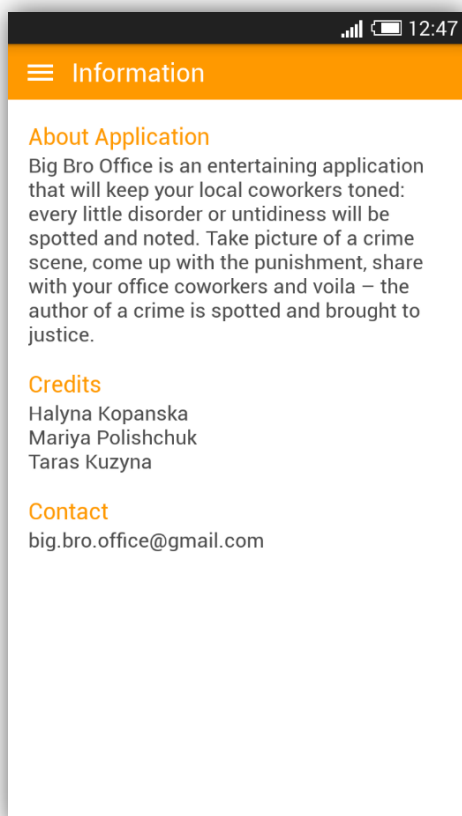 12:47
Information
About Application
Big Bro Office is an entertaining application
that will keep your local coworkers toned:
every little disorder or untidiness will be
spotted and noted. Take picture of a crime
scene, come up with the punishment, share
with your office coworkers and voila – the
author of a crime is spotted and brought to
justice.
Credits
Halyna Kopanska
Mariya Polishchuk
Taras Kuzyna
Contact
big.bro.office@gmail.com